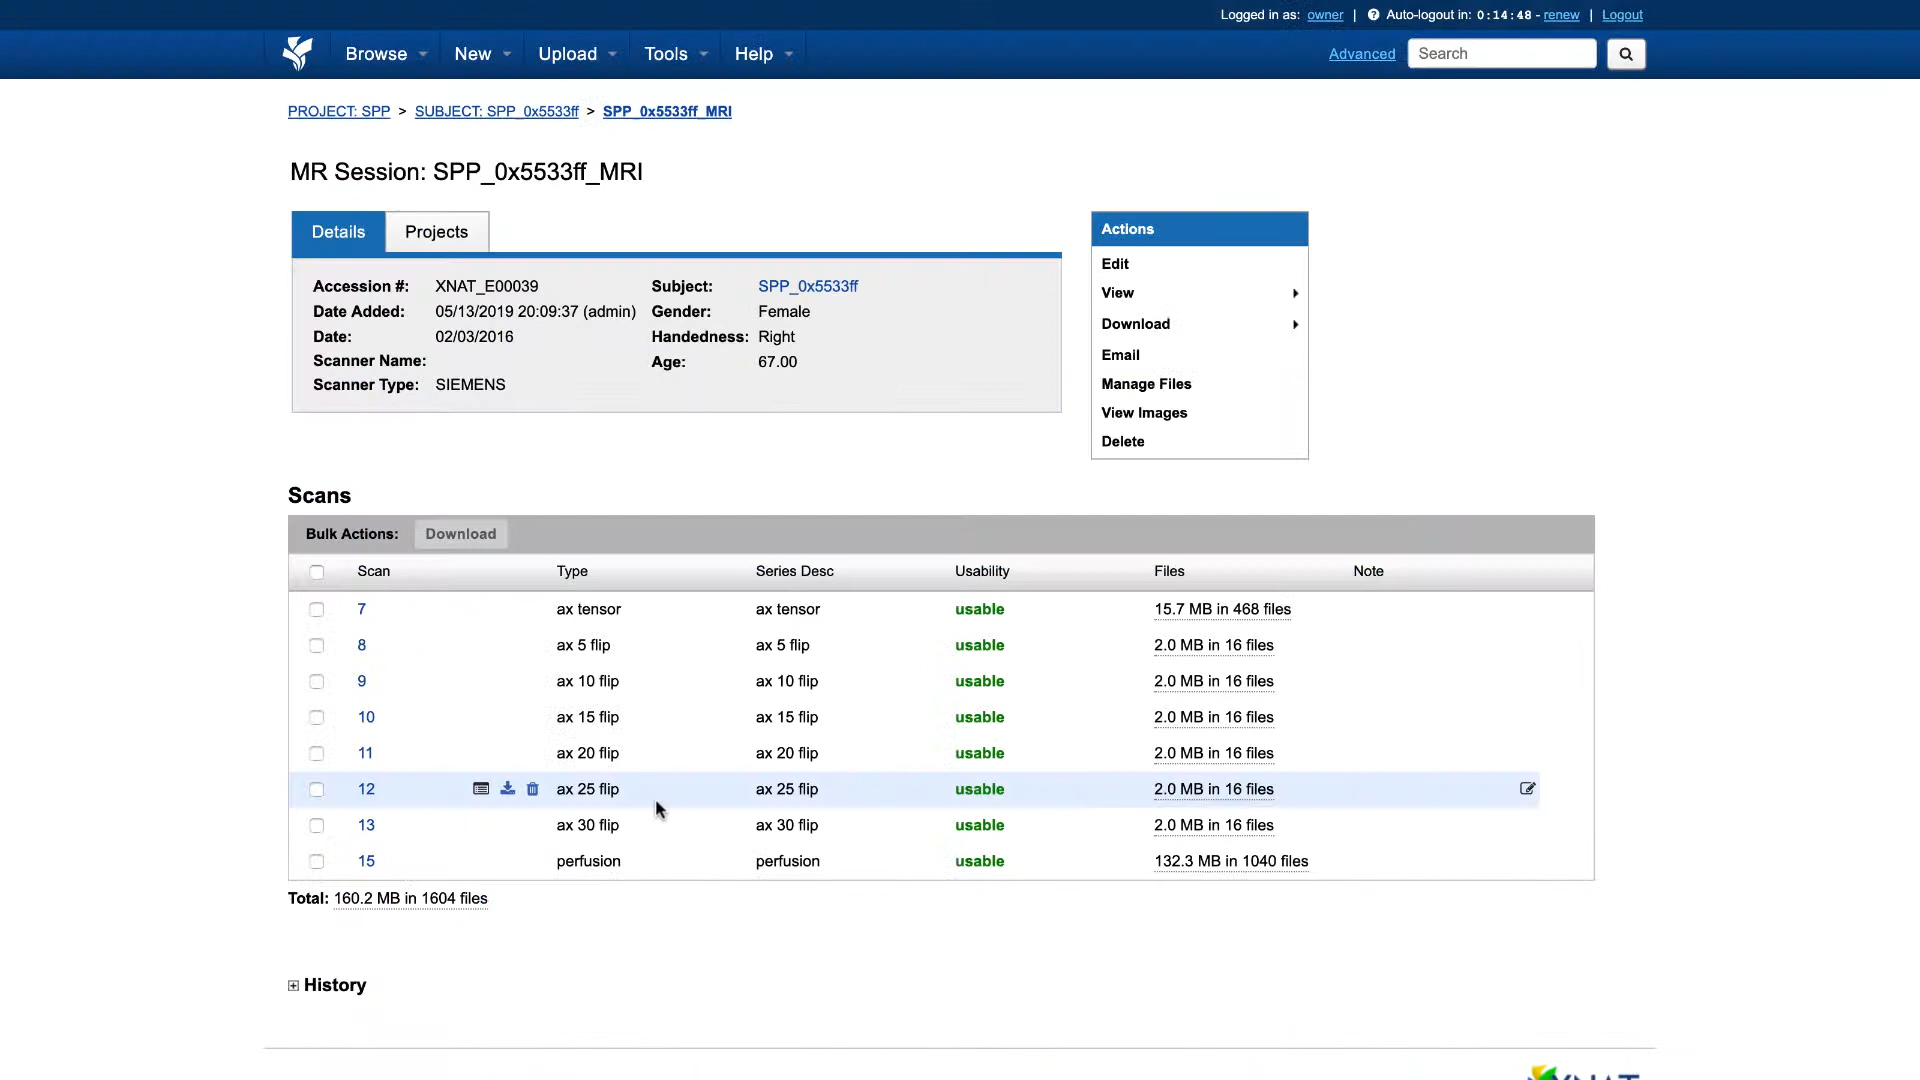 Logged in as: owner | Auto-logout in: 0:14:48 - renew | Logout
Browse New Upload Tools Help Advanced Search
PROJECT: SPP > SUBJECT: SPP_0x5533ff > SPP_0x5533ff_MRI
MR Session: SPP_0x5533ff_MRI
Details Projects
Accession #: XNAT_E00039 Subject: SPP_0x5533ff
Date Added: 05/13/2019 20:09:37 (admin) Gender: Female
Date: 02/03/2016 Handedness: Right
Scanner Name: Age: 67.00
Scanner Type: SIEMENS
Actions
Edit
View
Download
Email
Manage Files
View Images
Delete
Scans
Bulk Actions: Download
Scan Type Series Desc Usability Files Note
7 ax tensor ax tensor usable 15.7 MB in 468 files
8 ax 5 flip ax 5 flip usable 2.0 MB in 16 files
9 ax 10 flip ax 10 flip usable 2.0 MB in 16 files
10 ax 15 flip ax 15 flip usable 2.0 MB in 16 files
11 ax 20 flip ax 20 flip usable 2.0 MB in 16 files
12 ax 25 flip ax 25 flip usable 2.0 MB in 16 files
13 ax 30 flip ax 30 flip usable 2.0 MB in 16 files
15 perfusion perfusion usable 132.3 MB in 1040 files
Total: 160.2 MB in 1604 files
History